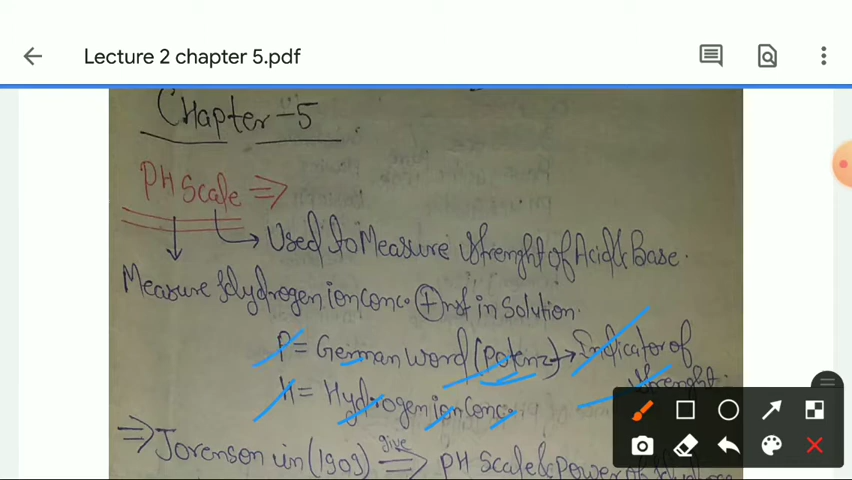 Lecture 2 chapter 5.pdf
CHapter-5
PH Scale ⇒
Used to Measure Strenght of Acid & Base.
Measure Hydrogen ion conc. ⊕nt in Solution.
P = German word (Potenz) → Indicator of
Strenght.
H = Hydrogen ion Conc.
⇒ Jorenson in (1909) give ⇒ PH Scale & Power of